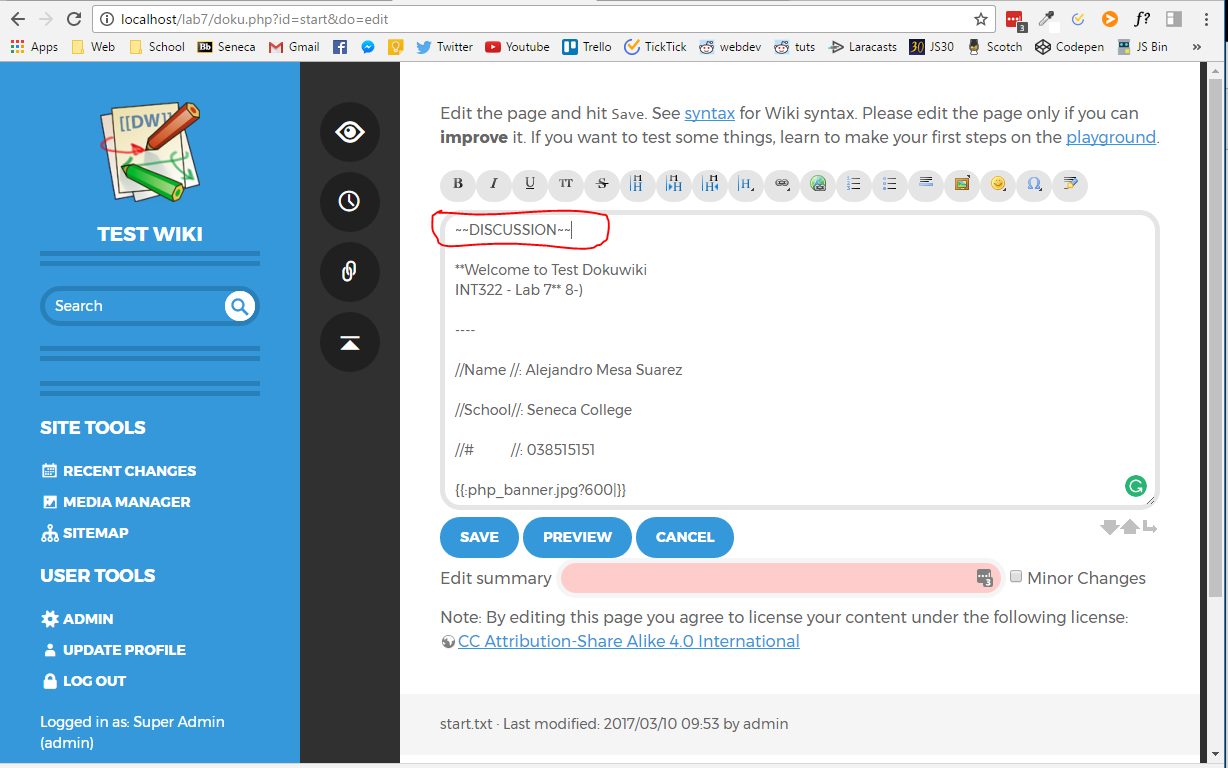 localhost/lab7/doku.php?id=start&do=edit
3
f?
Apps Web School Bb Seneca Gmail Twitter Youtube Trello TickTick webdev tuts Laracasts 30 JS30 Scotch Codepen JS Bin »
[[DW]]
TEST WIKI
Search
SITE TOOLS
RECENT CHANGES
MEDIA MANAGER
SITEMAP
USER TOOLS
ADMIN
UPDATE PROFILE
LOG OUT
Logged in as: Super Admin
(admin)
Edit the page and hit Save. See syntax for Wiki syntax. Please edit the page only if you can
improve it. If you want to test some things, learn to make your first steps on the playground.
B I U TT S H H H H Ω
~~DISCUSSION~~
**Welcome to Test Dokuwiki
INT322 - Lab 7** 8-)
----
//Name //: Alejandro Mesa Suarez
//School//: Seneca College
//# //: 038515151
{{:php_banner.jpg?600|}}
SAVE PREVIEW CANCEL
Edit summary 3 Minor Changes
Note: By editing this page you agree to license your content under the following license:
CC Attribution-Share Alike 4.0 International
start.txt · Last modified: 2017/03/10 09:53 by admin